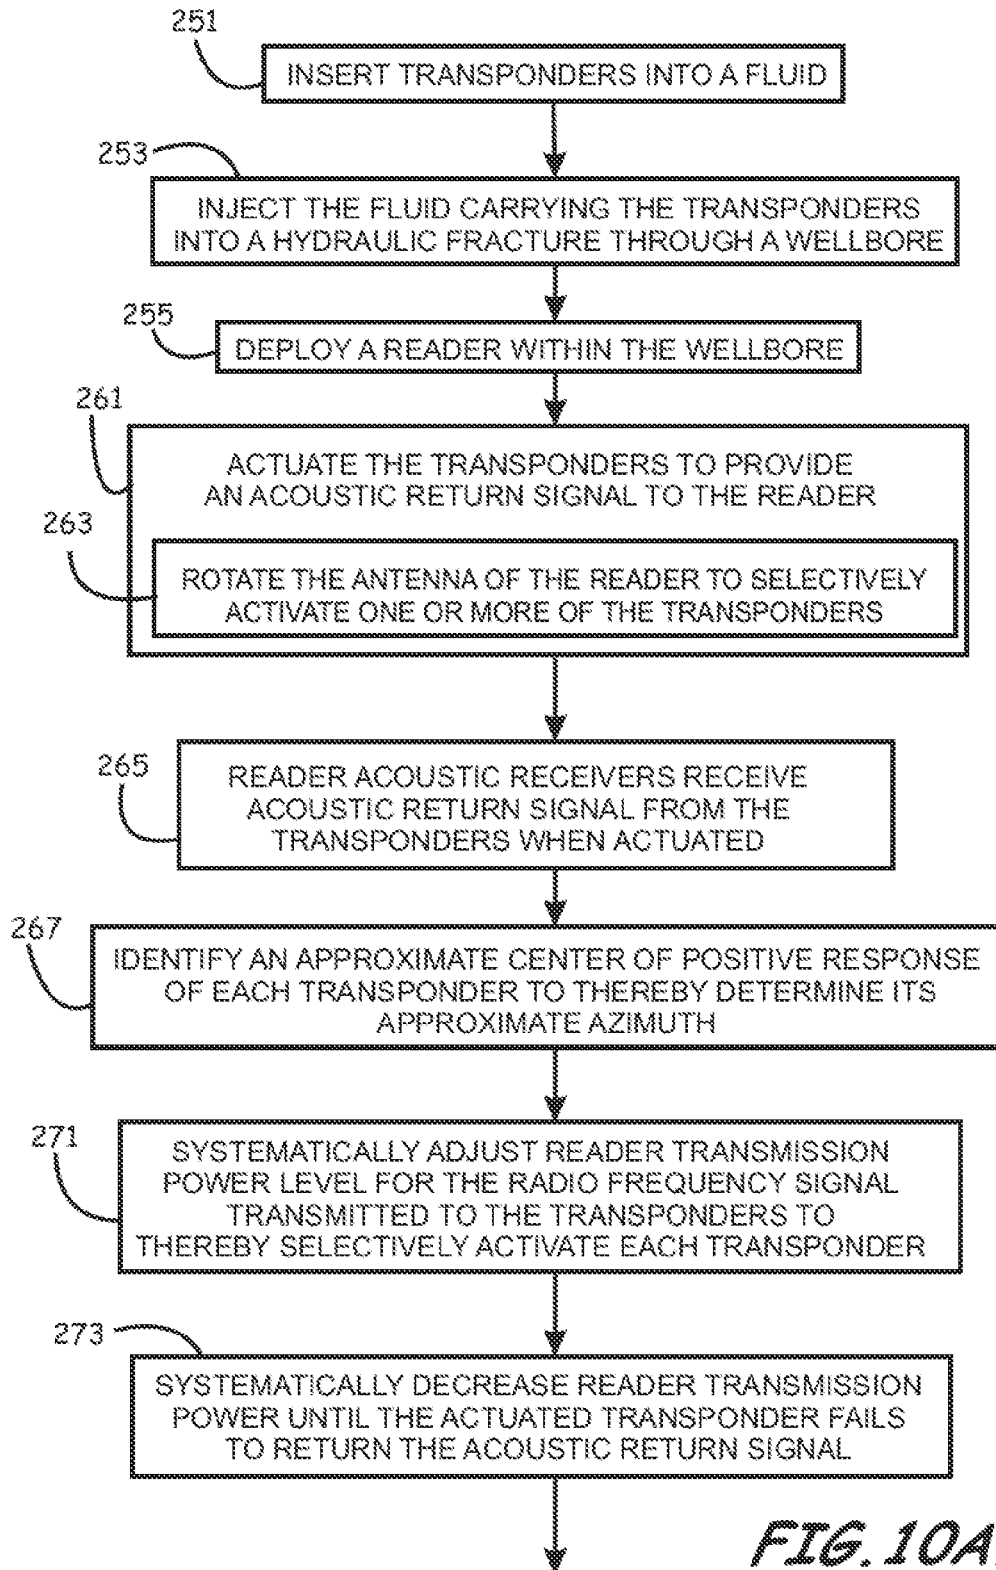 251
INSERT TRANSPONDERS INTO A FLUID
253
INJECT THE FLUID CARRYING THE TRANSPONDERS
INTO A HYDRAULIC FRACTURE THROUGH A WELLBORE
255
DEPLOY A READER WITHIN THE WELLBORE
261
ACTUATE THE TRANSPONDERS TO PROVIDE
AN ACOUSTIC RETURN SIGNAL TO THE READER
263
ROTATE THE ANTENNA OF THE READER TO SELECTIVELY
ACTIVATE ONE OR MORE OF THE TRANSPONDERS
265
READER ACOUSTIC RECEIVERS RECEIVE
ACOUSTIC RETURN SIGNAL FROM THE
TRANSPONDERS WHEN ACTUATED
267
IDENTIFY AN APPROXIMATE CENTER OF POSITIVE RESPONSE
OF EACH TRANSPONDER TO THEREBY DETERMINE ITS
APPROXIMATE AZIMUTH
271
SYSTEMATICALLY ADJUST READER TRANSMISSION
POWER LEVEL FOR THE RADIO FREQUENCY SIGNAL
TRANSMITTED TO THE TRANSPONDERS TO
THEREBY SELECTIVELY ACTIVATE EACH TRANSPONDER
273
SYSTEMATICALLY DECREASE READER TRANSMISSION
POWER UNTIL THE ACTUATED TRANSPONDER FAILS
TO RETURN THE ACOUSTIC RETURN SIGNAL
FIG. 10A.